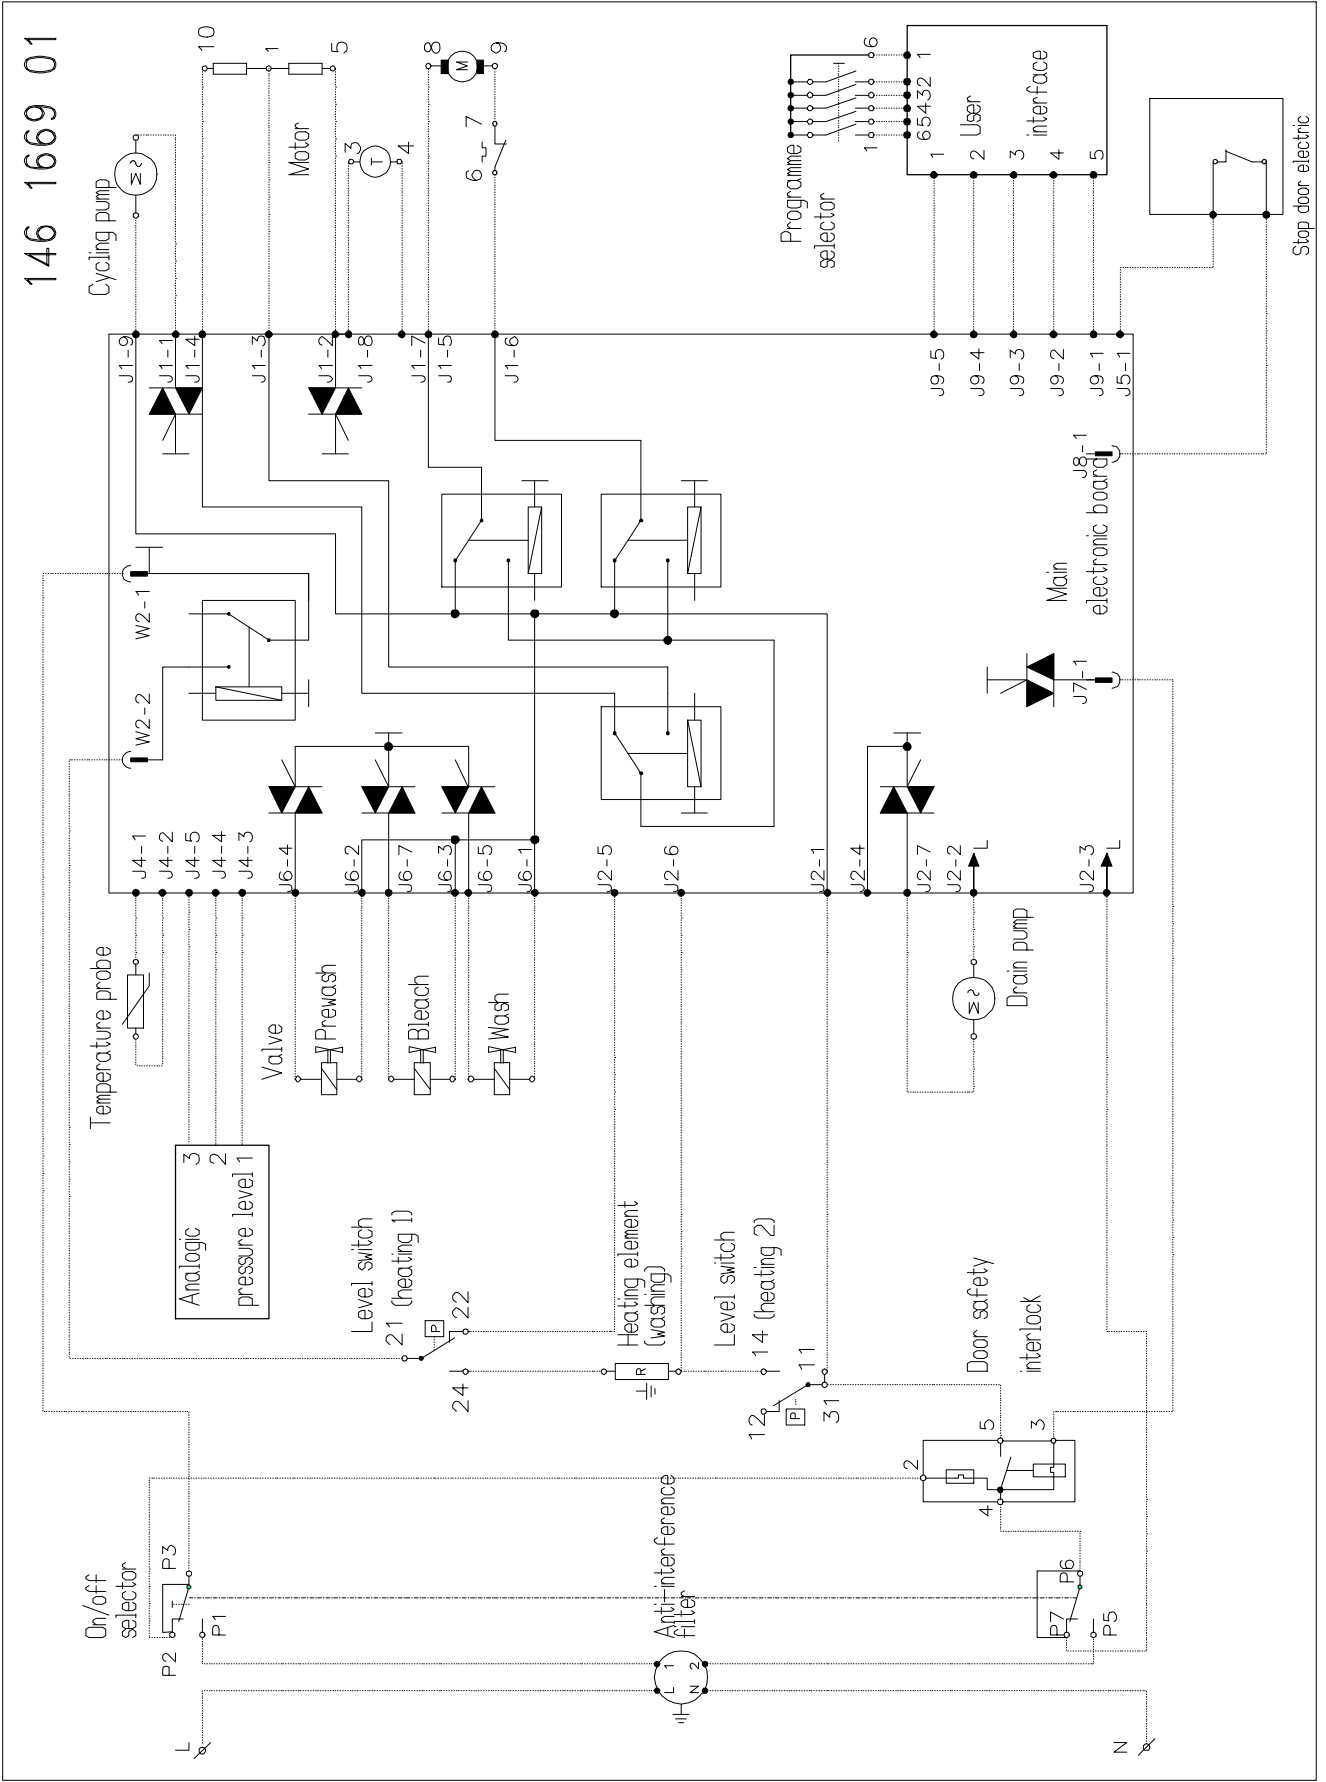 146 1669 01
Cycling pump
M
~
10
1
5
Motor
3
T
4
8
M
9
7
6
Programme
selector
6
1
1
65432
User
interface
1
2
3
4
5
Stop door electric
J1-9
J1-1
J1-4
J1-3
J1-2
J1-8
J1-7
J1-5
J1-6
J9-5
J9-4
J9-3
J9-2
J9-1
J5-1
J8-1
W2-1
W2-2
Main
electronic board
J7-1
J4-1
J4-2
J4-5
J4-4
J4-3
J6-4
J6-2
J6-7
J6-3
J6-5
J6-1
J2-5
J2-6
J2-1
J2-4
J2-7
J2-2
L
J2-3
L
Temperature probe
Valve
Prewash
Bleach
Wash
Drain pump
M
~
Analogic
pressure level
3
2
1
Level switch
(heating 1)
21
P
22
24
Heating element
(washing)
R
Level switch
(heating 2)
14
11
12
P
31
Door safety
interlock
2
5
3
4
On/off
selector
P3
P2
P1
Anti-interference
filter
L 1
N 2
P6
P7
P5
L
N